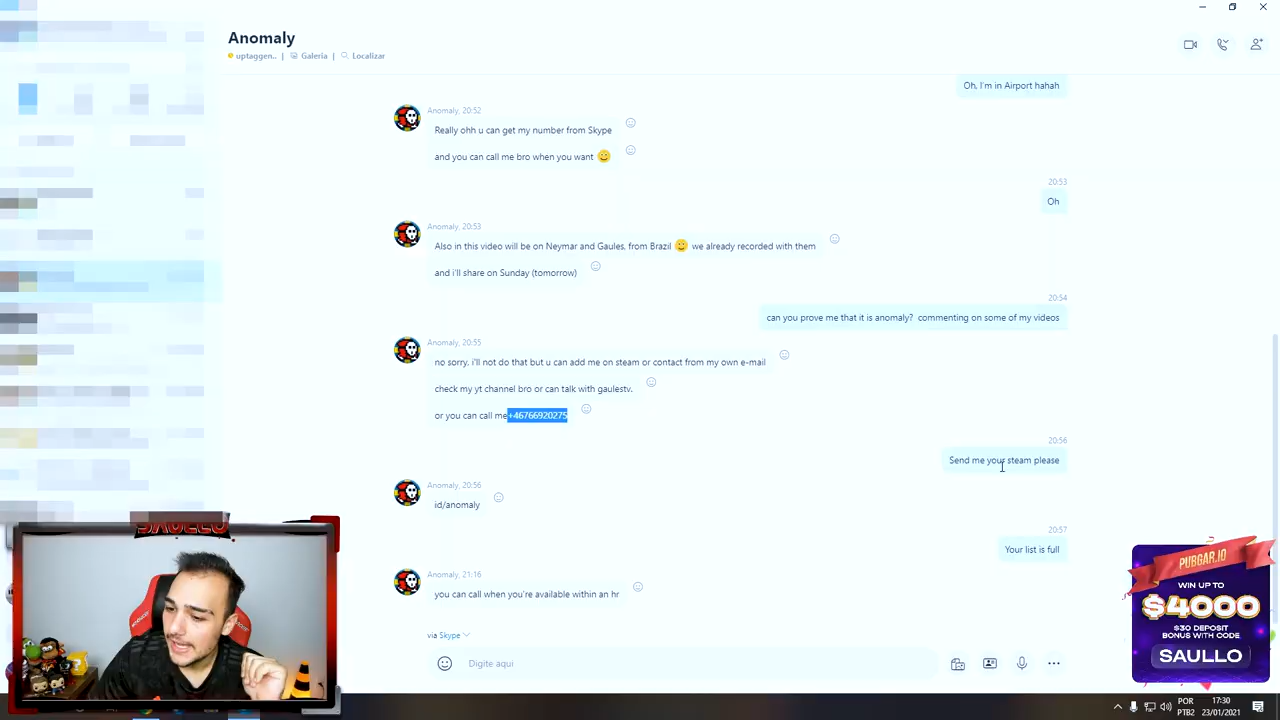 Anomaly
uptaggen.. | Galeria | Localizar
Oh, I'm in Airport hahah
Anomaly, 20:52
Really ohh u can get my number from Skype
and you can call me bro when you want
20:53
Oh
Anomaly, 20:53
Also in this video will be on Neymar and Gaules, from Brazil we already recorded with them
and i'll share on Sunday (tomorrow)
20:54
can you prove me that it is anomaly? commenting on some of my videos
Anomaly, 20:55
no sorry, i'll not do that but u can add me on steam or contact from my own e-mail
check my yt channel bro or can talk with gaulestv.
or you can call me+46766920275
20:56
Send me your steam please
Anomaly, 20:56
id/anomaly
20:57
Your list is full
Anomaly, 21:16
you can call when you're available within an hr
via Skype
Digite aqui
SAULLO
PUBGAR.IO
WIN UP TO
$4000
$30 DEPOSIT
BONUS WITH CODE
SAULLO
POR
PTB2
17:30
23/01/2021